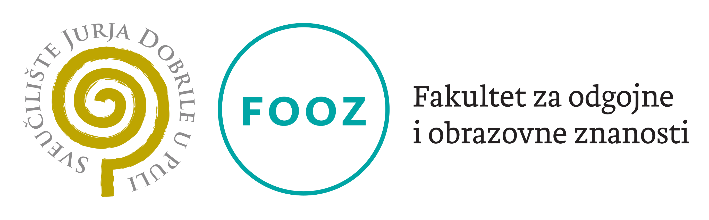 SVEUČILIŠTE JURJA DOBRILE U PULI
FOOZ
Fakultet za odgojne
i obrazovne znanosti